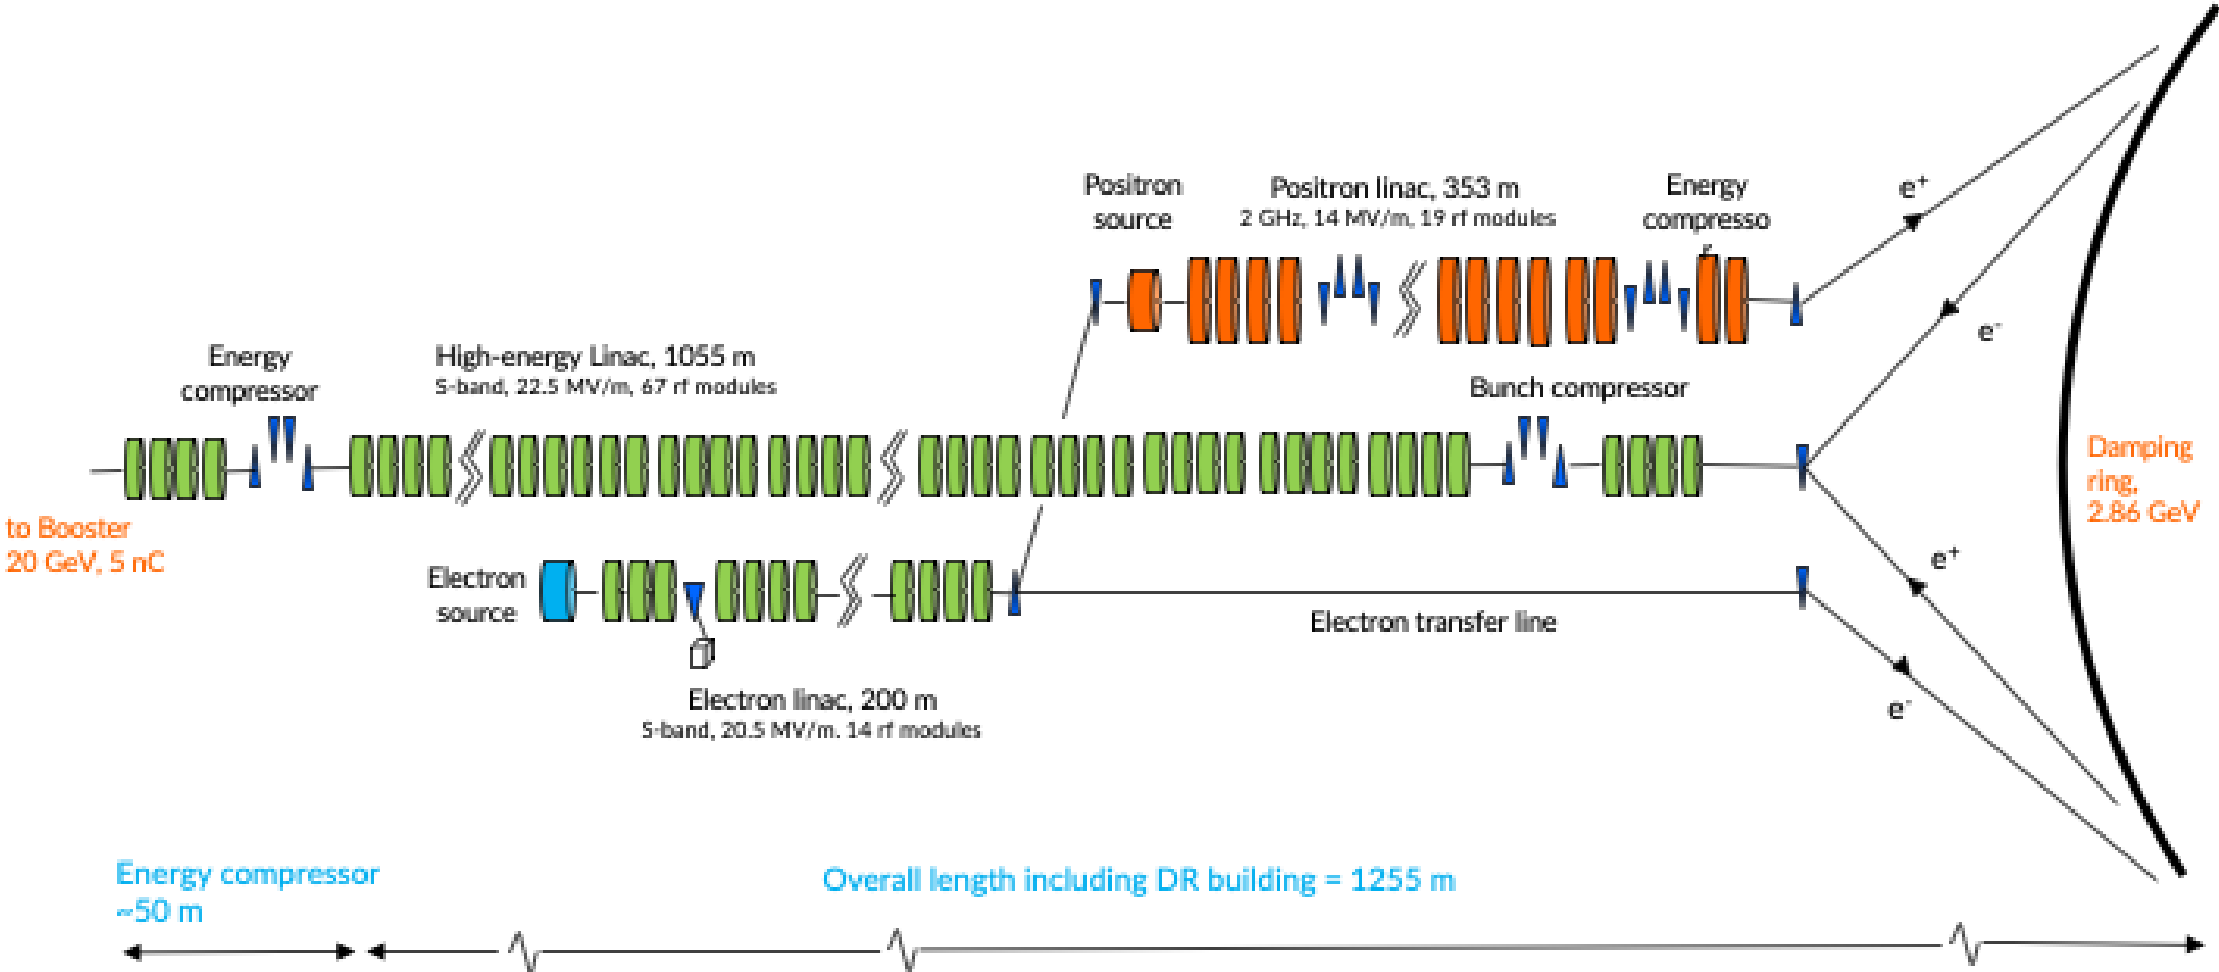 Positron
source
Positron linac, 353 m
2 GHz, 14 MV/m, 19 rf modules
Energy
compresso
r
e+
e-
Energy
compressor
High-energy Linac, 1055 m
S-band, 22.5 MV/m, 67 rf modules
Bunch compressor
Damping
ring,
2.86 GeV
to Booster
20 GeV, 5 nC
Electron
source
e+
Electron transfer line
e-
Electron linac, 200 m
S-band, 20.5 MV/m. 14 rf modules
Energy compressor
~50 m
Overall length including DR building = 1255 m